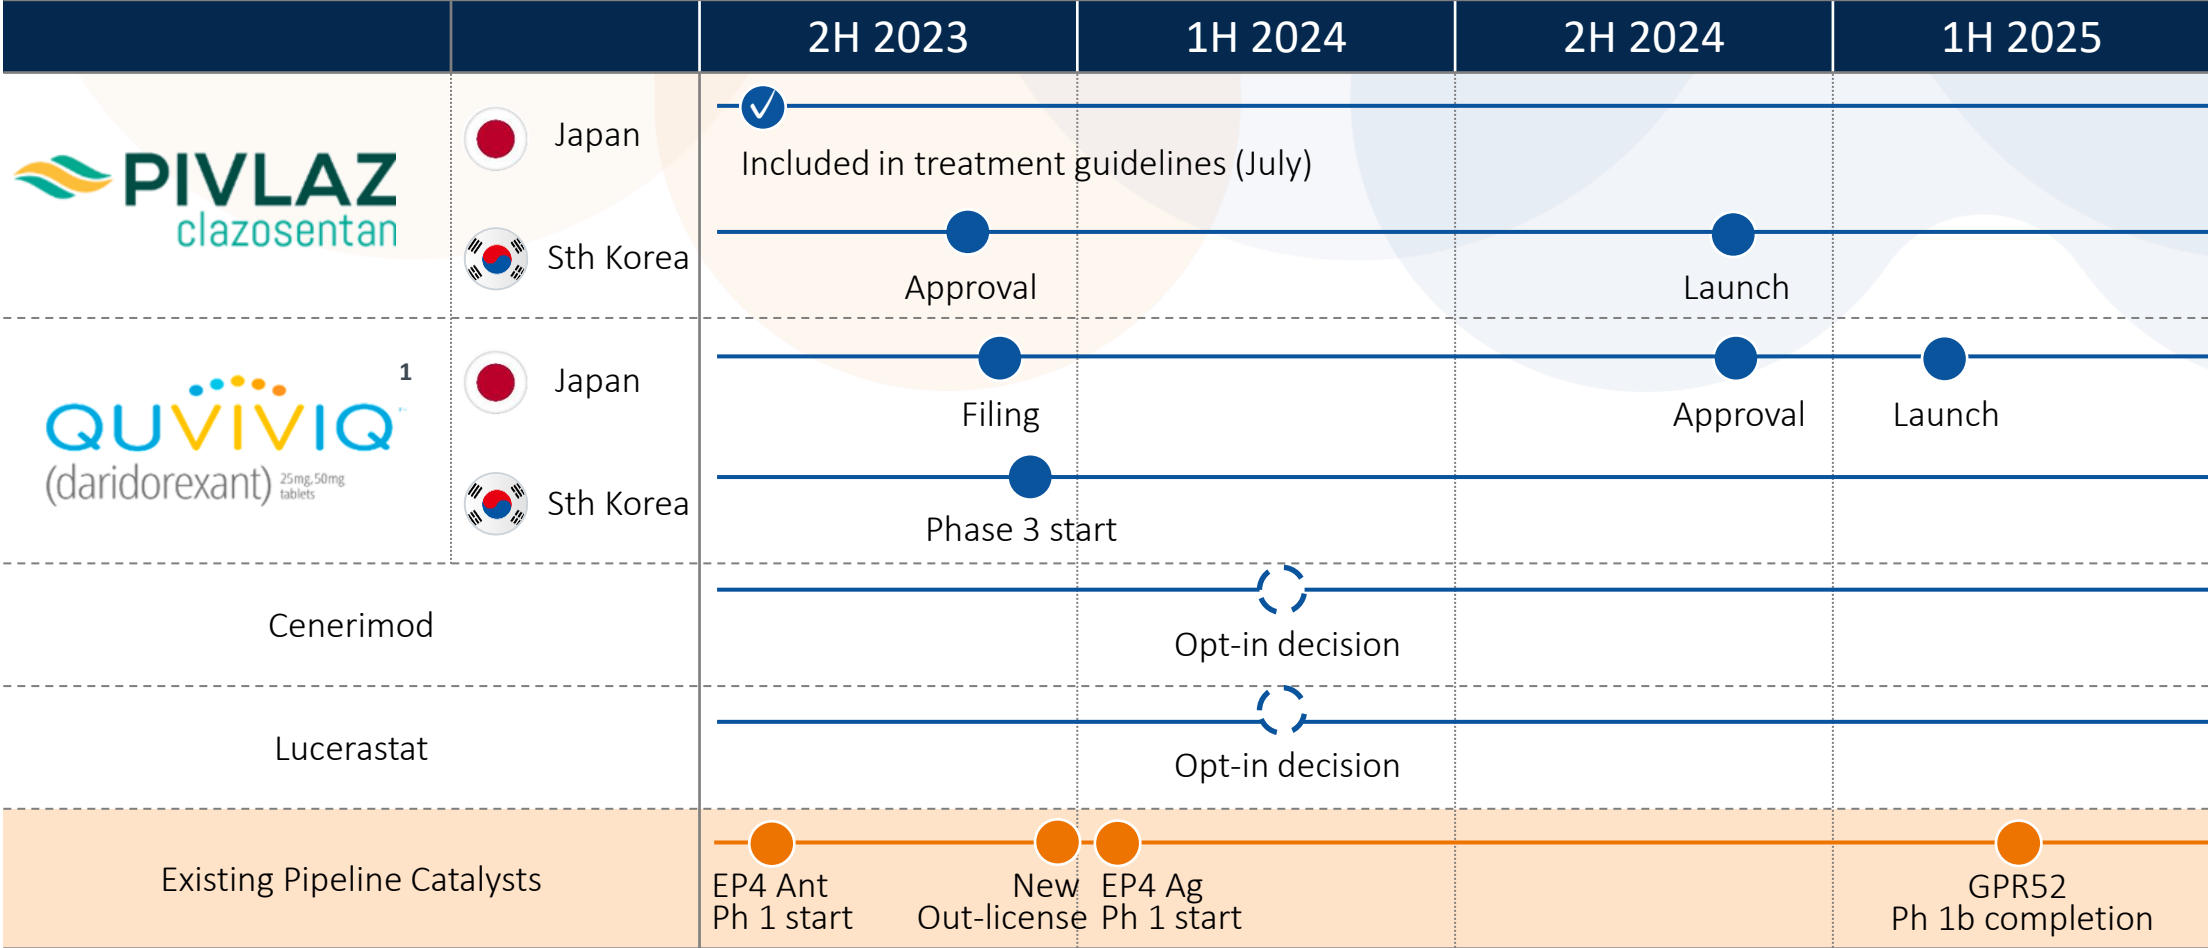 2H 2023
1H 2024
2H 2024
1H 2025
PIVLAZ
clazosentan
Japan
Included in treatment guidelines (July)
Sth Korea
Approval
Launch
QUVIVIQ
1
(daridorexant) 25mg, 50mg
tablets
Japan
Filing
Approval
Launch
Sth Korea
Phase 3 start
Cenerimod
Opt-in decision
Lucerastat
Opt-in decision
Existing Pipeline Catalysts
EP4 Ant
Ph 1 start
New
Out-license
EP4 Ag
Ph 1 start
GPR52
Ph 1b completion